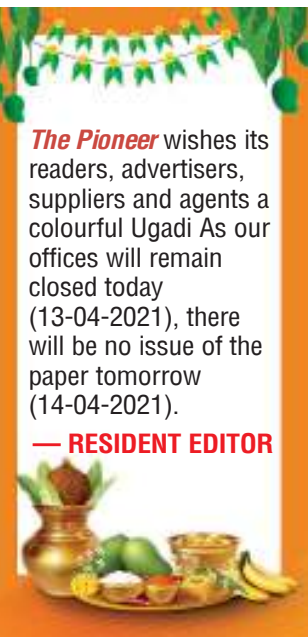 The Pioneer wishes its
readers, advertisers,
suppliers and agents a
colourful Ugadi As our
offices will remain
closed today
(13-04-2021), there
will be no issue of the
paper tomorrow
(14-04-2021).
— RESIDENT EDITOR